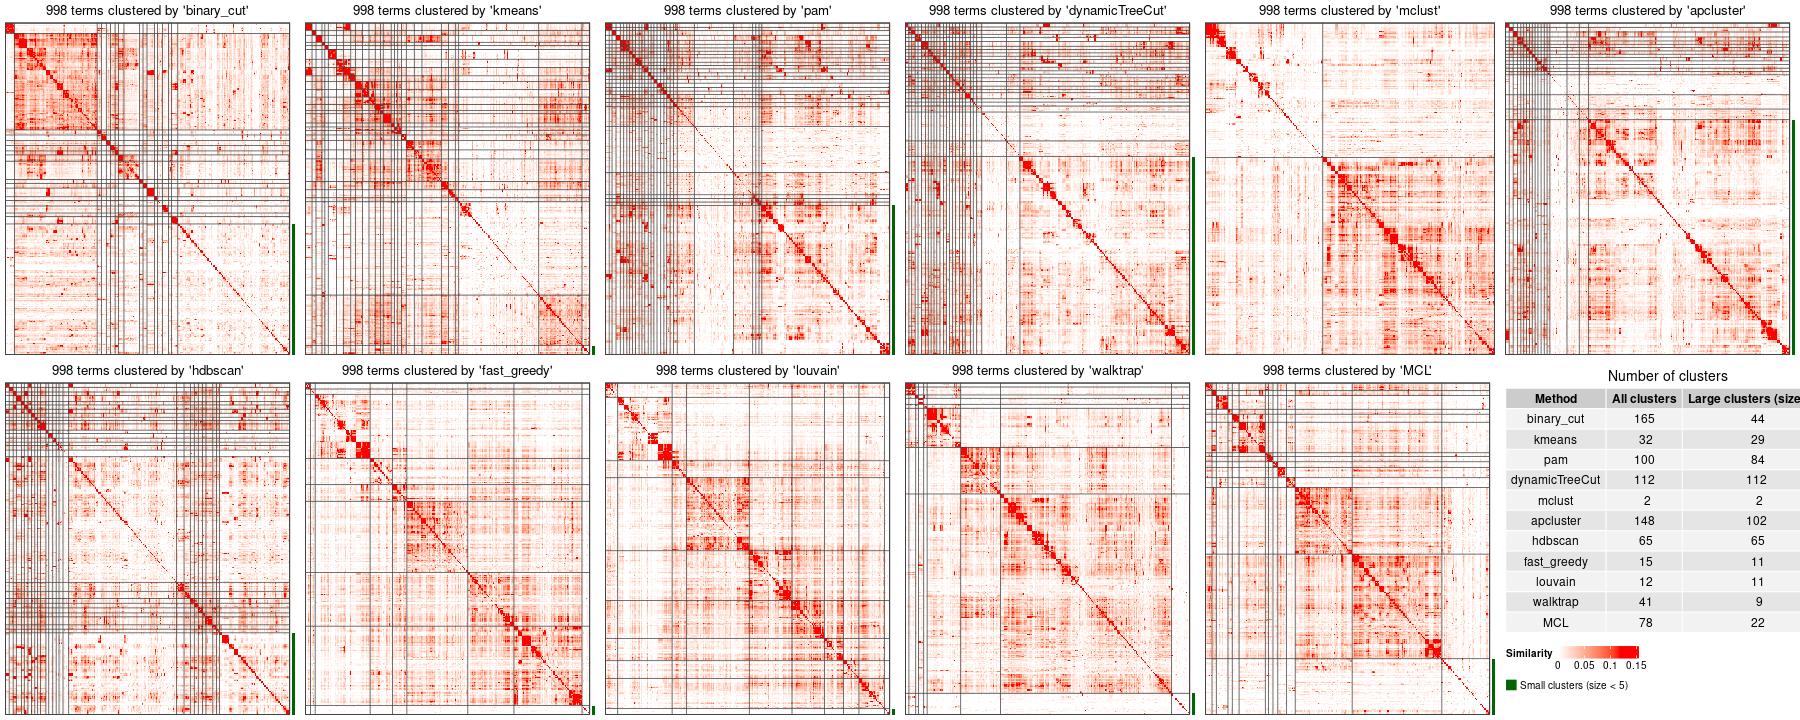 998 terms clustered by 'binary_cut'
998 terms clustered by 'kmeans'
998 terms clustered by 'pam'
998 terms clustered by 'dynamicTreeCut'
998 terms clustered by 'mclust'
998 terms clustered by 'apcluster'
998 terms clustered by 'hdbscan'
998 terms clustered by 'fast_greedy'
998 terms clustered by 'louvain'
998 terms clustered by 'walktrap'
998 terms clustered by 'MCL'
Number of clusters
Method All clusters Large clusters (size
binary_cut 165 44
kmeans 32 29
pam 100 84
dynamicTreeCut 112 112
mclust 2 2
apcluster 148 102
hdbscan 65 65
fast_greedy 15 11
louvain 12 11
walktrap 41 9
MCL 78 22
Similarity
0 0.05 0.1 0.15
Small clusters (size < 5)